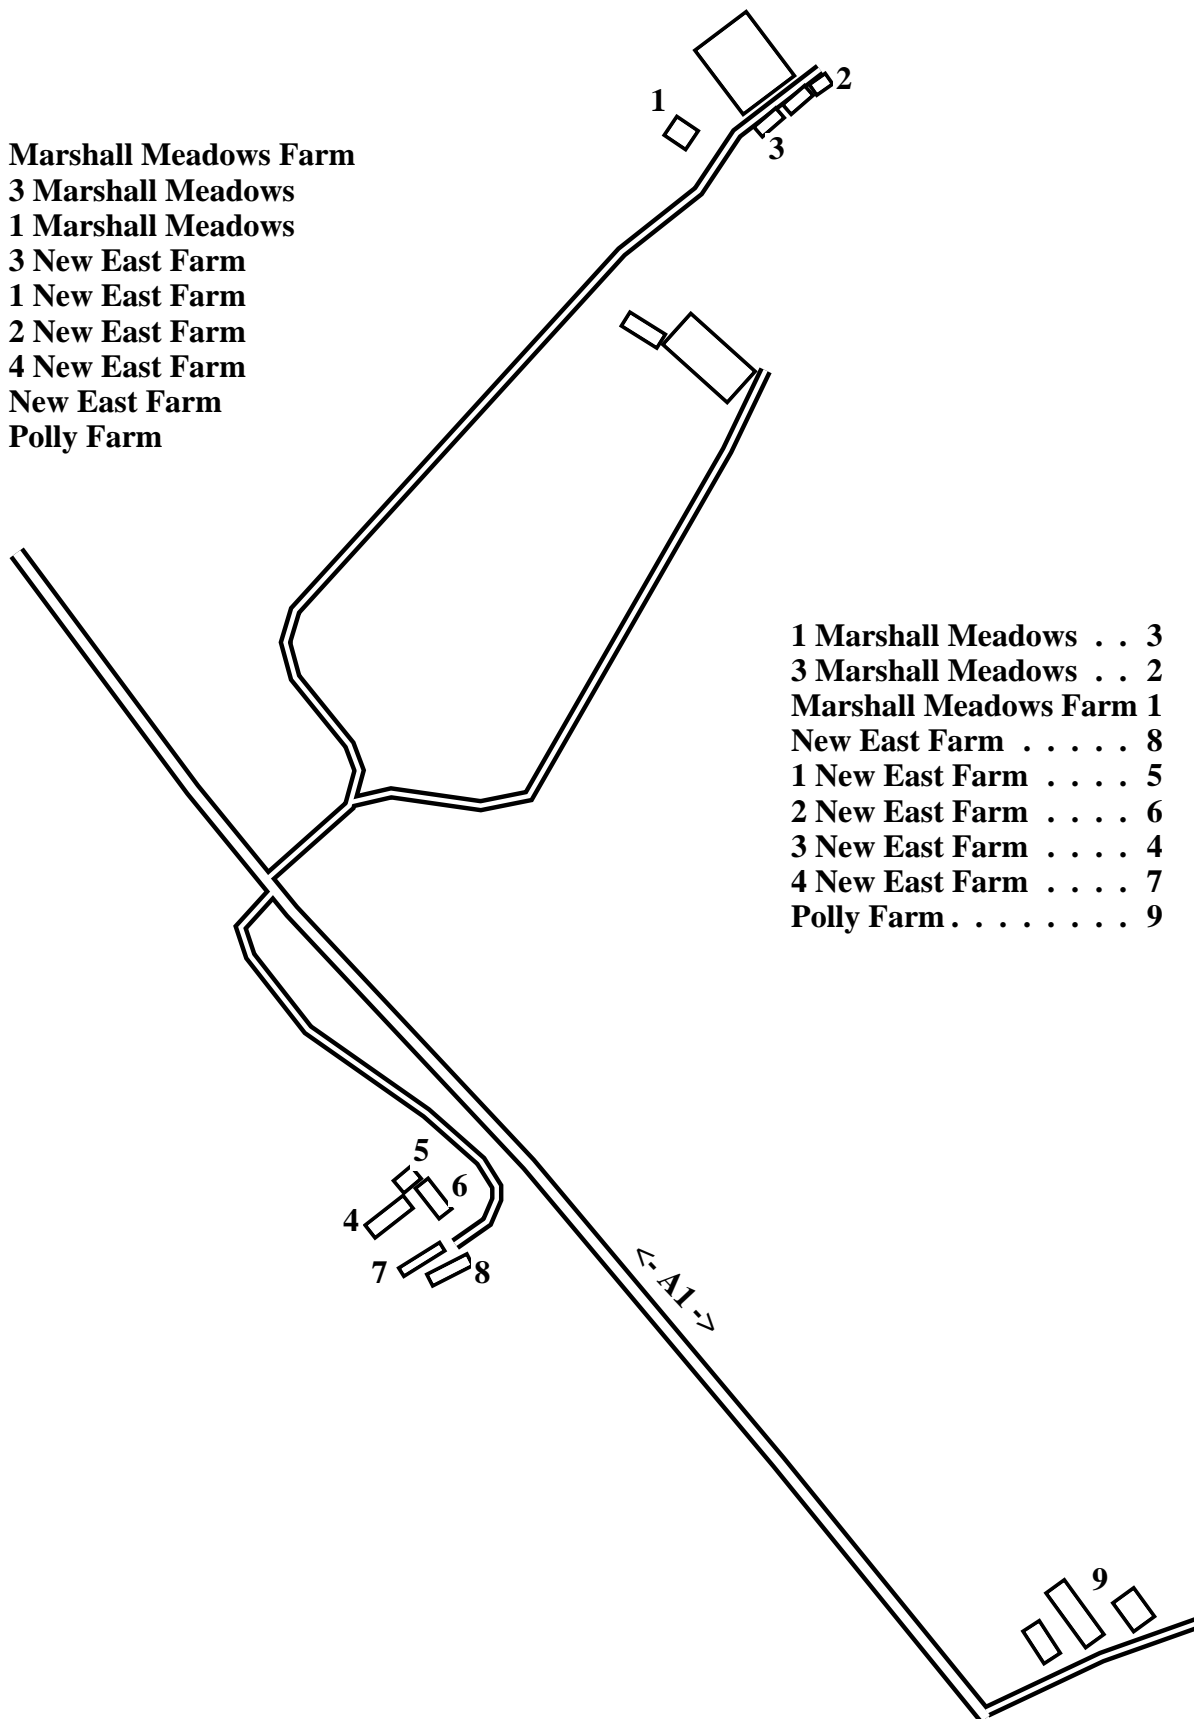 2
1
3
Marshall Meadows Farm
3 Marshall Meadows
1 Marshall Meadows
3 New East Farm
1 New East Farm
2 New East Farm
4 New East Farm
New East Farm
Polly Farm
1 Marshall Meadows . . 3
3 Marshall Meadows . . 2
Marshall Meadows Farm 1
New East Farm . . . . . 8
1 New East Farm . . . . 5
2 New East Farm . . . . 6
3 New East Farm . . . . 4
4 New East Farm . . . . 7
Polly Farm . . . . . . . . 9
5
6
4
7
8
<- A1 ->
9